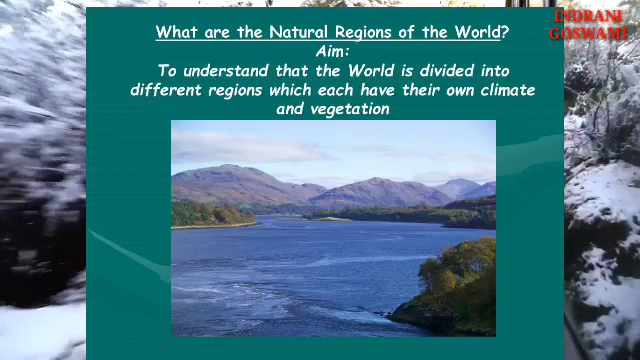 What are the Natural Regions of the World?
Aim:
To understand that the World is divided into
different regions which each have their own climate
and vegetation
INDRANI
GOSWAMI